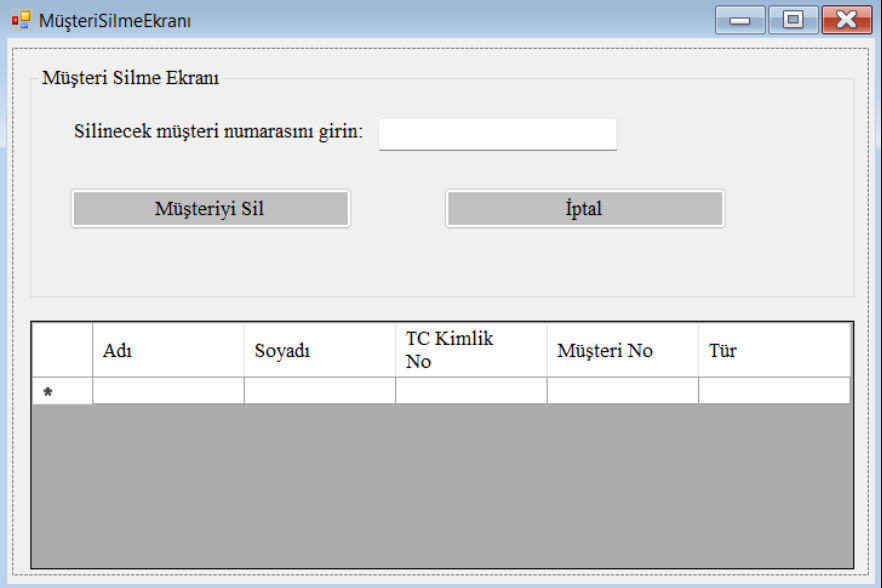 MüşteriSilmeEkranı
Müşteri Silme Ekranı
Silinecek müşteri numarasını girin:
Müşteriyi Sil
İptal
Adı
Soyadı
TC Kimlik
No
Müşteri No
Tür
*